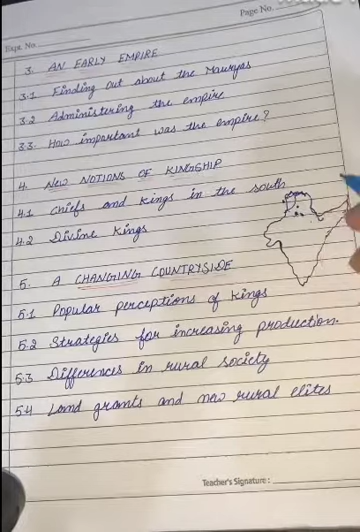 Page No.
Expt. No.
3. AN EARLY EMPIRE
3.1 Finding out about the Mauryas
3.2 Administering the empire
3.3. How important was the empire?
4. NEW NOTIONS OF KINGSHIP
4.1 Chiefs and kings in the south
4.2 Divine Kings
5. A CHANGING COUNTRYSIDE
5.1 Popular perceptions of kings
5.2 Strategies for increasing production.
5.3 Differences in rural society
5.4 Land grants and new rural elites
Teacher's Signature :